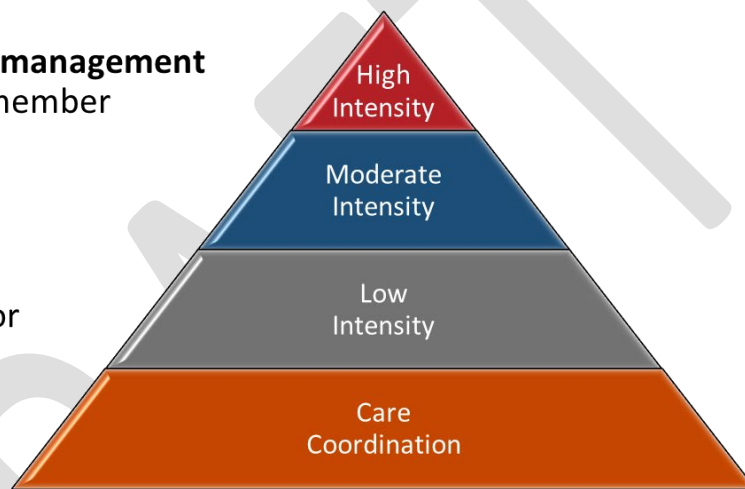 management
member
or
High
Intensity
Moderate
Intensity
Low
Intensity
Care
Coordination